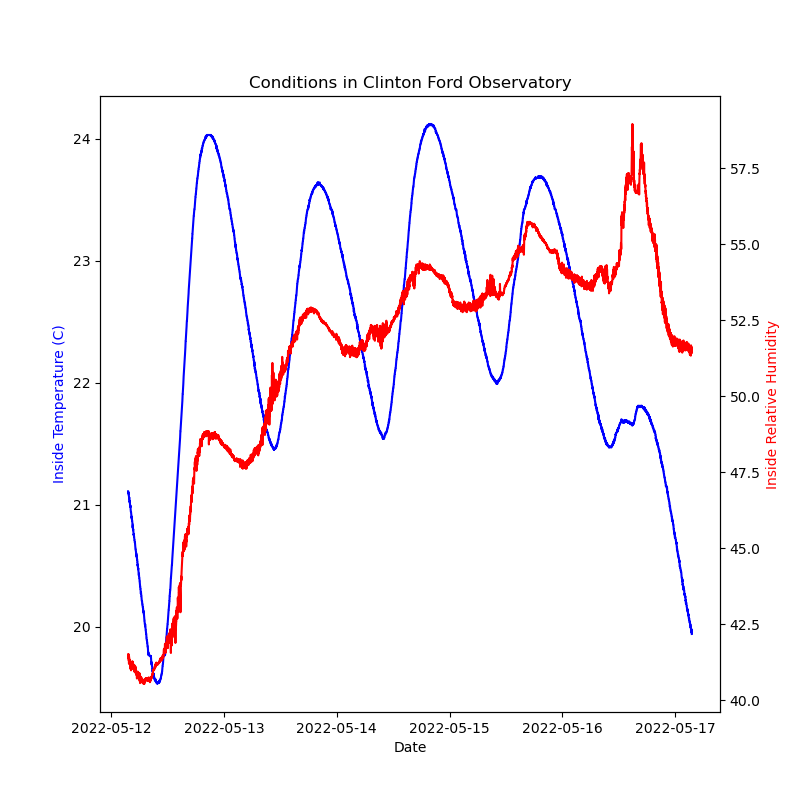 Conditions in Clinton Ford Observatory
24
23
22
21
20
Inside Temperature (C)
57.5
55.0
52.5
50.0
47.5
45.0
42.5
40.0
Inside Relative Humidity
2022-05-12 2022-05-13 2022-05-14 2022-05-15 2022-05-16 2022-05-17
Date